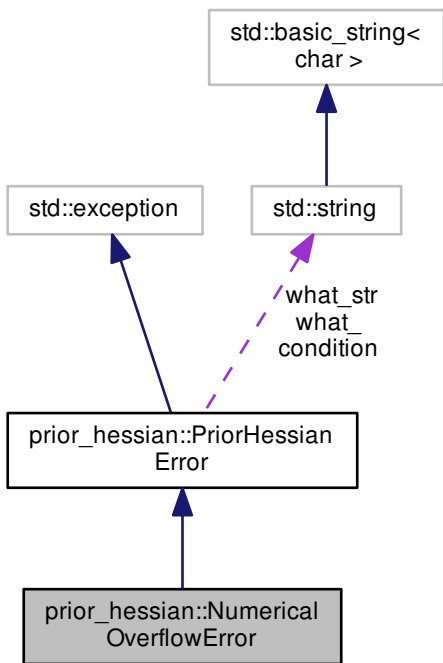 std::basic_string<
char >
std::exception
std::string
what_str
what_
condition
prior_hessian::PriorHessian
Error
prior_hessian::Numerical
OverflowError